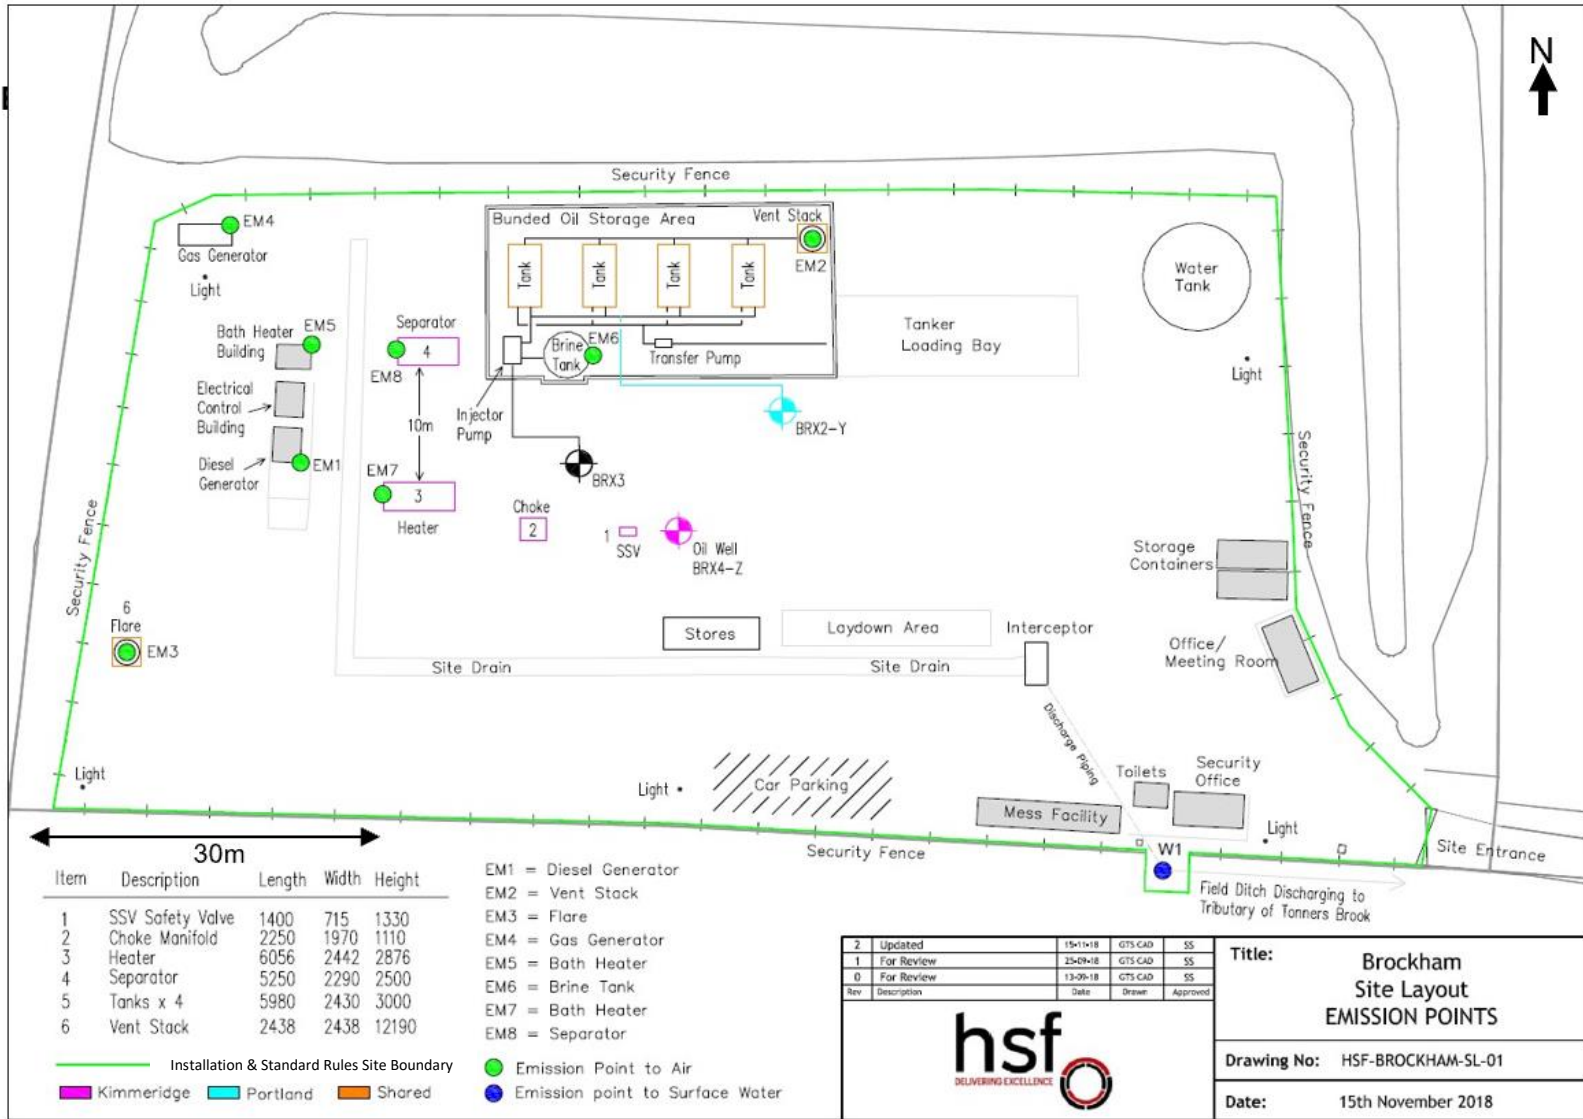 N
Security Fence
EM4
Gas Generator
Light
Bunded Oil Storage Area
Vent Stack
EM2
Tank
Tank
Tank
Tank
Water
Tank
Bath Heater
Building
EM5
Separator
4
EM8
Brine
Tank
EM6
Transfer Pump
Tanker
Loading Bay
Light
Electrical
Control
Building
10m
Injector
Pump
BRX2-Y
Diesel
Generator
EM1
EM7
3
Heater
BRX3
Security Fence
Security Fence
Choke
2
1
SSV
Oil Well
BRX4-Z
Storage
Containers
6
Flare
EM3
Stores
Laydown Area
Interceptor
Office/
Meeting Room
Site Drain
Site Drain
Discharge Piping
Light
Light
Car Parking
Toilets
Security
Office
Mess Facility
Light
W1
Site Entrance
30m
Security Fence
Field Ditch Discharging to
Tributary of Tonners Brook
Item Description Length Width Height
1 SSV Safety Valve 1400 715 1330
2 Choke Manifold 2250 1970 1110
3 Heater 6056 2442 2876
4 Separator 5250 2290 2500
5 Tanks x 4 5980 2430 3000
6 Vent Stack 2438 2438 12190
Installation & Standard Rules Site Boundary
Kimmeridge Portland Shared
EM1 = Diesel Generator
EM2 = Vent Stack
EM3 = Flare
EM4 = Gas Generator
EM5 = Bath Heater
EM6 = Brine Tank
EM7 = Bath Heater
EM8 = Separator
Emission Point to Air
Emission point to Surface Water
2 Updated 15-11-18 GTS CAD SS
1 For Review 25-09-18 GTS CAD SS
0 For Review 13-09-18 GTS CAD SS
Rev Description Date Drawn Approved
hsf
DELIVERING EXCELLENCE
Title: Brockham
Site Layout
EMISSION POINTS
Drawing No: HSF-BROCKHAM-SL-01
Date: 15th November 2018